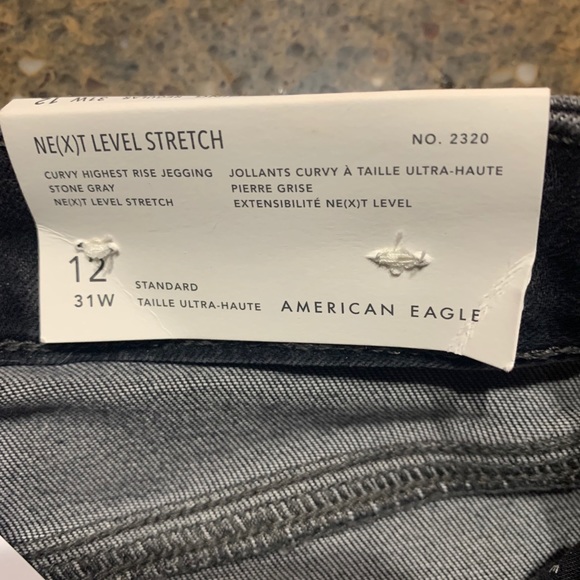 NE(X)T LEVEL STRETCH
NO. 2320
CURVY HIGHEST RISE JEGGING
STONE GRAY
NE(X)T LEVEL STRETCH
JOLLANTS CURVY À TAILLE ULTRA-HAUTE
PIERRE GRISE
EXTENSIBILITÉ NE(X)T LEVEL
12
31W
STANDARD
TAILLE ULTRA-HAUTE
AMERICAN EAGLE